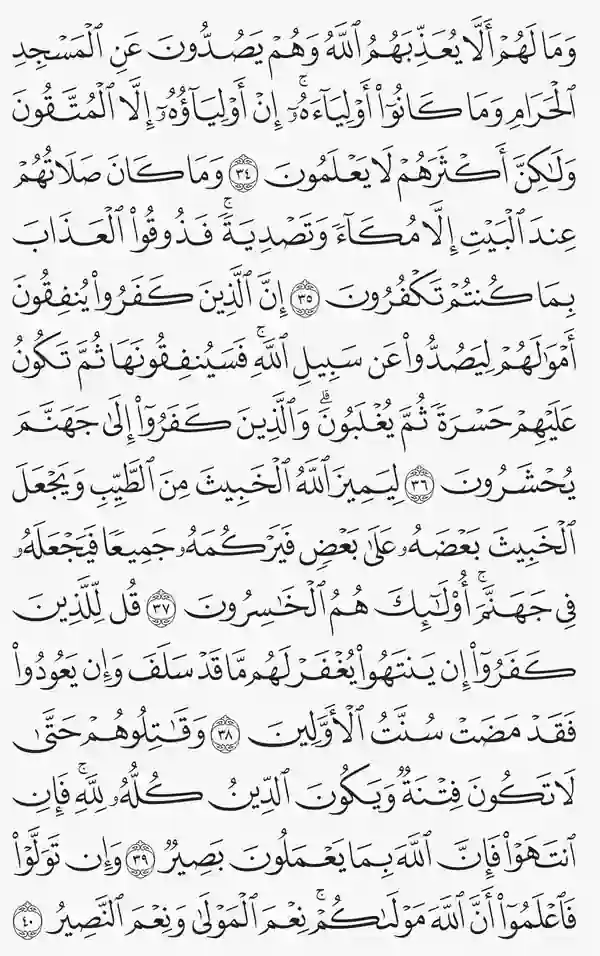 وَمَا لَهُمْ أَلَّا يُعَذِّبَهُمُ ٱللَّهُ وَهُمْ يَصُدُّونَ عَنِ ٱلْمَسْجِدِ
ٱلْحَرَامِ وَمَا كَانُوٓا۟ أَوْلِيَآءَهُۥٓ ۚ إِنْ أَوْلِيَآؤُهُۥٓ إِلَّا ٱلْمُتَّقُونَ
وَلَٰكِنَّ أَكْثَرَهُمْ لَا يَعْلَمُونَ ٣٤ وَمَا كَانَ صَلَاتُهُمْ
عِندَ ٱلْبَيْتِ إِلَّا مُكَآءً وَتَصْدِيَةً ۚ فَذُوقُوا۟ ٱلْعَذَابَ
بِمَا كُنتُمْ تَكْفُرُونَ ٣٥ إِنَّ ٱلَّذِينَ كَفَرُوا۟ يُنفِقُونَ
أَمْوَٰلَهُمْ لِيَصُدُّوا۟ عَن سَبِيلِ ٱللَّهِ ۚ فَسَيُنفِقُونَهَا ثُمَّ تَكُونُ
عَلَيْهِمْ حَسْرَةً ثُمَّ يُغْلَبُونَ ۗ وَٱلَّذِينَ كَفَرُوٓا۟ إِلَىٰ جَهَنَّمَ
يُحْشَرُونَ ٣٦ لِيَمِيزَ ٱللَّهُ ٱلْخَبِيثَ مِنَ ٱلطَّيِّبِ وَيَجْعَلَ
ٱلْخَبِيثَ بَعْضَهُۥ عَلَىٰ بَعْضٍ فَيَرْكُمَهُۥ جَمِيعًا فَيَجْعَلَهُۥ
فِى جَهَنَّمَ ۚ أُو۟لَٰٓئِكَ هُمُ ٱلْخَٰسِرُونَ ٣٧ قُل لِّلَّذِينَ
كَفَرُوٓا۟ إِن يَنتَهُوا۟ يُغْفَرْ لَهُم مَّا قَدْ سَلَفَ وَإِن يَعُودُوا۟
فَقَدْ مَضَتْ سُنَّتُ ٱلْأَوَّلِينَ ٣٨ وَقَٰتِلُوهُمْ حَتَّىٰ
لَا تَكُونَ فِتْنَةٌ وَيَكُونَ ٱلدِّينُ كُلُّهُۥ لِلَّهِ ۚ فَإِنِ
ٱنتَهَوْا۟ فَإِنَّ ٱللَّهَ بِمَا يَعْمَلُونَ بَصِيرٌ ٣٩ وَإِن تَوَلَّوْا۟
فَٱعْلَمُوٓا۟ أَنَّ ٱللَّهَ مَوْلَىٰكُمْ ۚ نِعْمَ ٱلْمَوْلَىٰ وَنِعْمَ ٱلنَّصِيرُ ٤٠